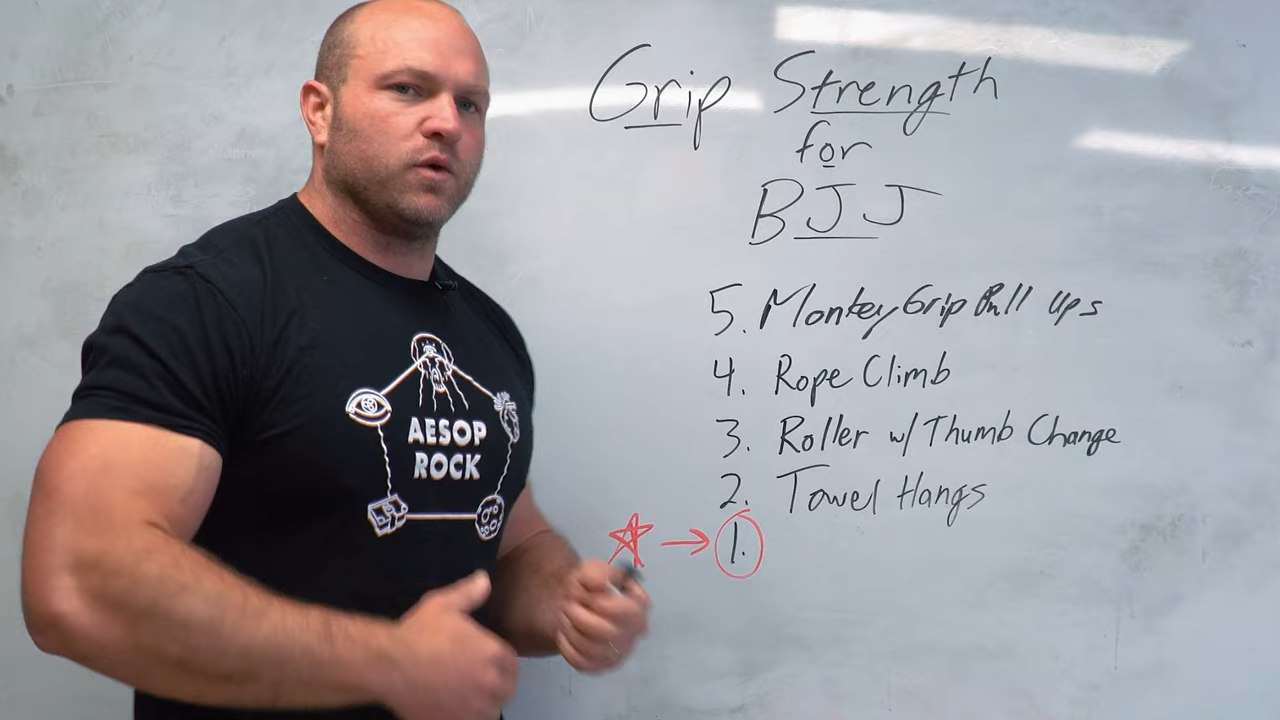 Grip Strength
for
BJJ
5. Monkey Grip Pull Ups
4. Rope Climb
3. Roller w/ Thumb Change
2. Towel Hangs
1.
AESOP
ROCK